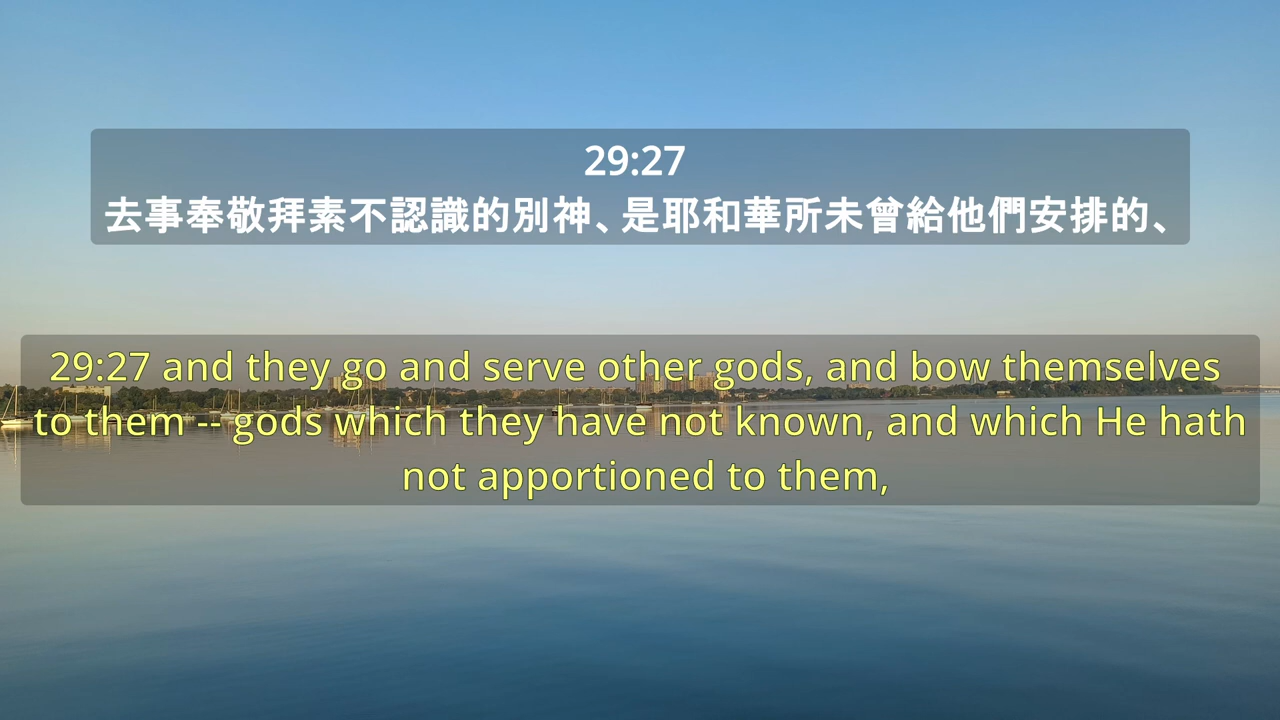 29:27
去事奉敬拜素不認識的別神、是耶和華所未曾給他們安排的、
29:27 and they go and serve other gods, and bow themselves
to them -- gods which they have not known, and which He hath
not apportioned to them,